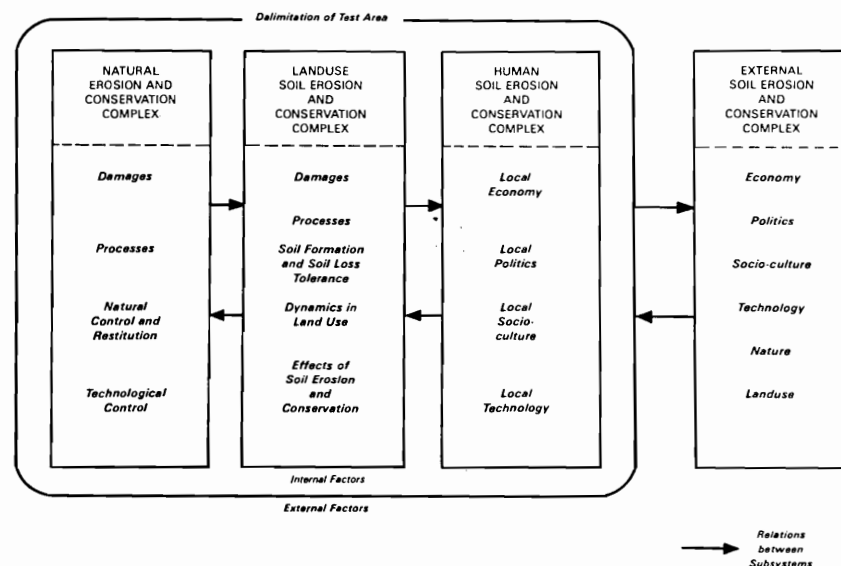 Dalimitation of Test Area
NATURAL
EROSION AND
CONSERVATION
COMPLEX
Damages
Processes
Natural
Control and
Restitution
Technological
Control
LANDUSE
SOIL EROSION
AND
CONSERVATION
COMPLEX
Damages
Processes
Soil Formation
and Soil Loss
Tolerance
Dynamics in
Land Use
Effects of
Soil Erosion
and
Conservation
HUMAN
SOIL EROSION
AND
CONSERVATION
COMPLEX
Local
Economy
Local
Politics
Local
Socio-
culture
Local
Technology
EXTERNAL
SOIL EROSION
AND
CONSERVATION
COMPLEX
Economy
Politics
Socio-culture
Technology
Nature
Landuse
Internal Factors
External Factors
Relations
between
Subsystems